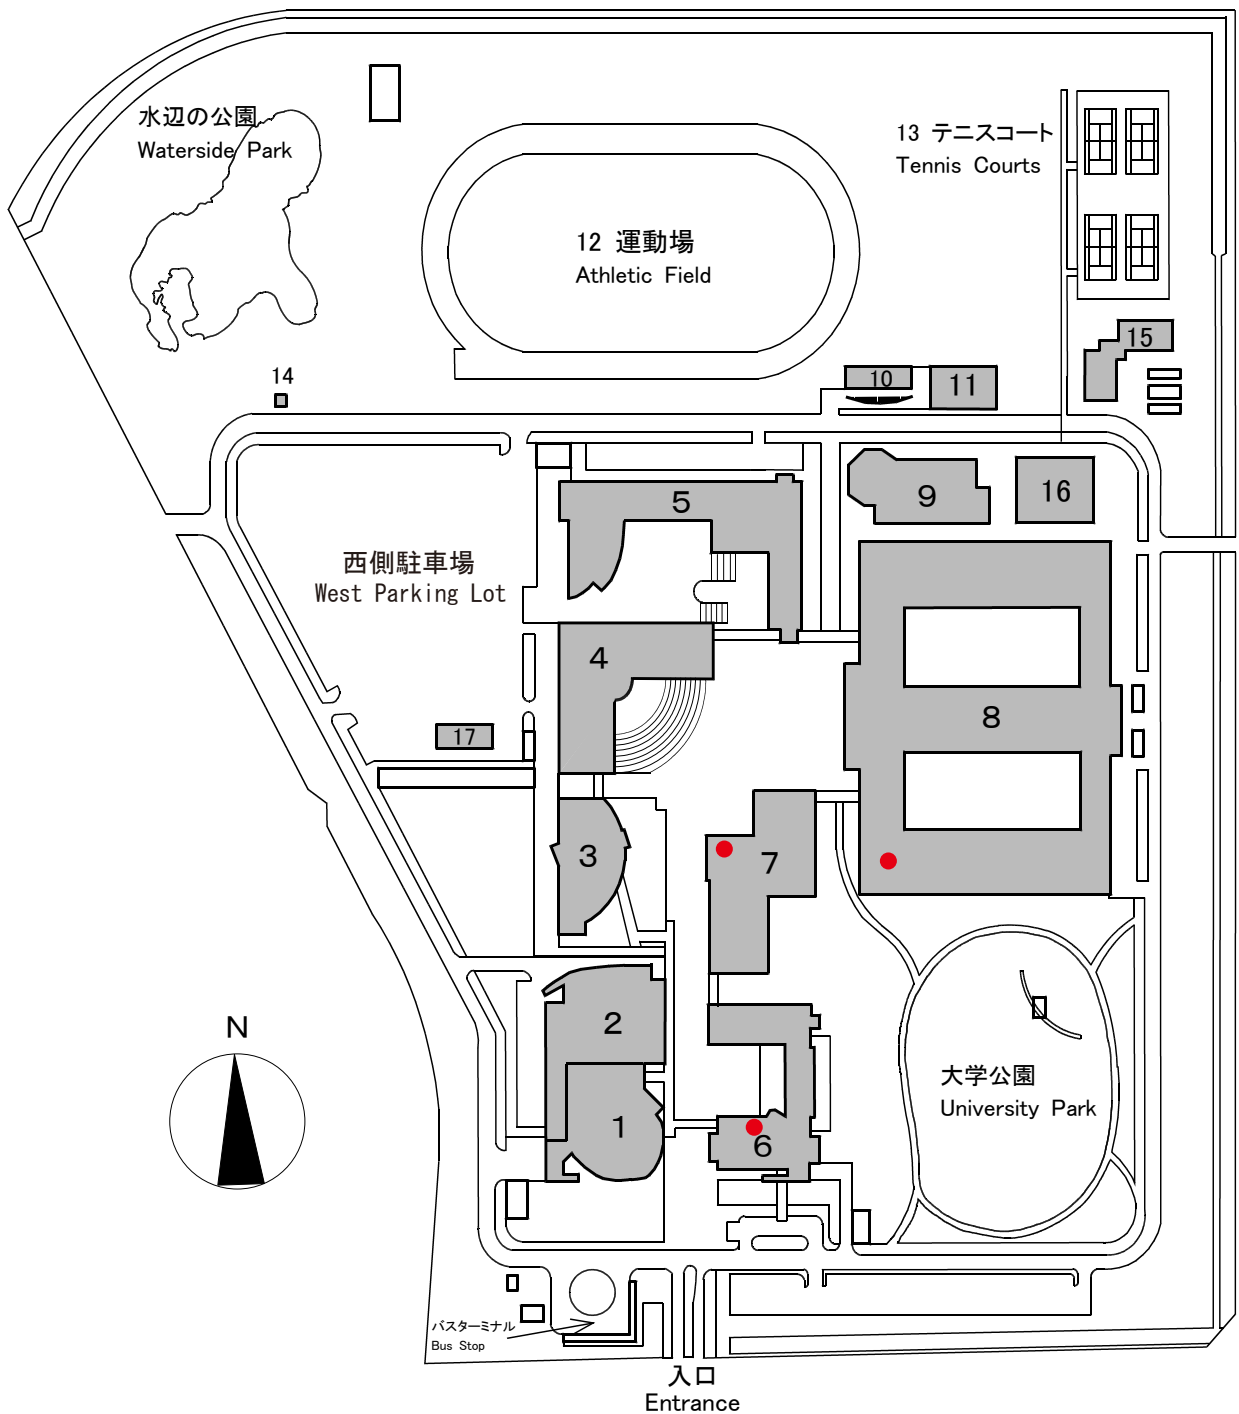 水辺の公園
Waterside Park
13 テニスコート
Tennis Courts
12 運動場
Athletic Field
15
14
10
11
5
9
16
西側駐車場
West Parking Lot
4
17
8
3
7
N
2
大学公園
University Park
1
6
バスターミナル
Bus Stop
入口
Entrance